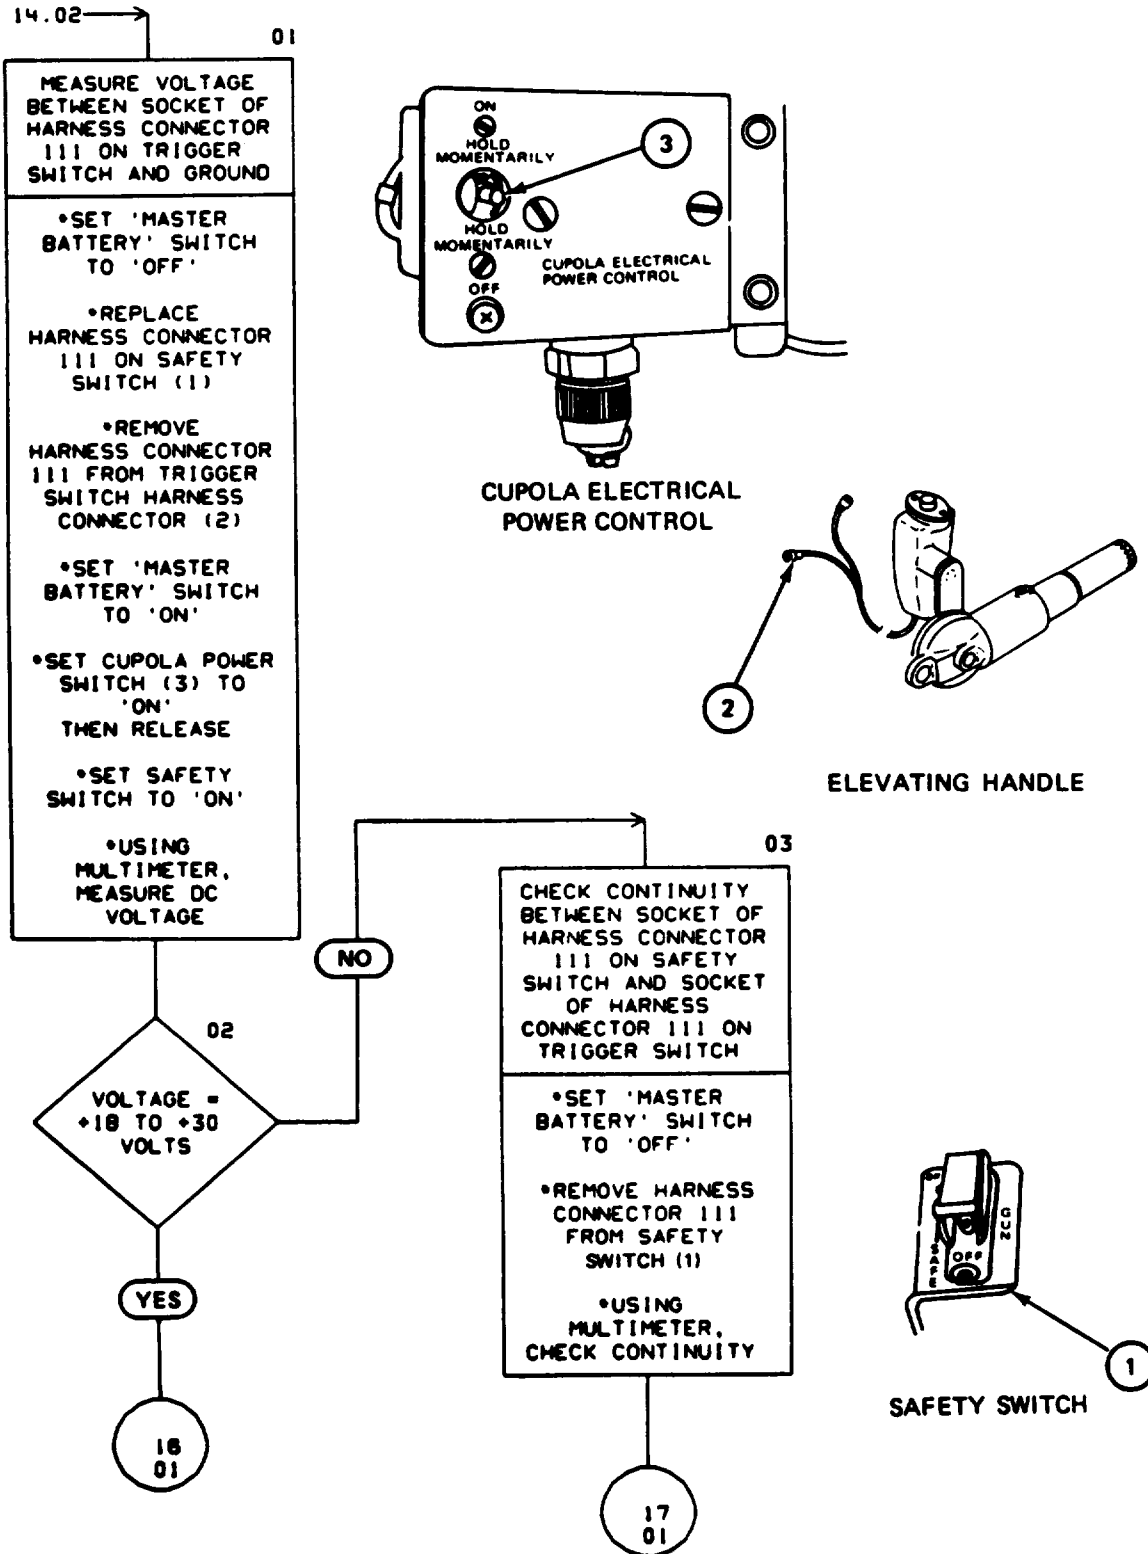 14.02
01
MEASURE VOLTAGE
BETWEEN SOCKET OF
HARNESS CONNECTOR
111 ON TRIGGER
SWITCH AND GROUND
•SET 'MASTER
BATTERY' SWITCH
TO 'OFF'
•REPLACE
HARNESS CONNECTOR
111 ON SAFETY
SWITCH (1)
•REMOVE
HARNESS CONNECTOR
111 FROM TRIGGER
SWITCH HARNESS
CONNECTOR (2)
•SET 'MASTER
BATTERY' SWITCH
TO 'ON'
•SET CUPOLA POWER
SWITCH (3) TO
'ON'
THEN RELEASE
•SET SAFETY
SWITCH TO 'ON'
•USING
MULTIMETER,
MEASURE DC
VOLTAGE
02
VOLTAGE =
+18 TO +30
VOLTS
NO
YES
16
01
03
CHECK CONTINUITY
BETWEEN SOCKET OF
HARNESS CONNECTOR
111 ON SAFETY
SWITCH AND SOCKET
OF HARNESS
CONNECTOR 111 ON
TRIGGER SWITCH
•SET 'MASTER
BATTERY' SWITCH
TO 'OFF'
•REMOVE HARNESS
CONNECTOR 111
FROM SAFETY
SWITCH (1)
•USING
MULTIMETER,
CHECK CONTINUITY
17
01
ON
HOLD
MOMENTARILY
3
HOLD
MOMENTARILY
OFF
CUPOLA ELECTRICAL
POWER CONTROL
CUPOLA ELECTRICAL
POWER CONTROL
2
ELEVATING HANDLE
SAFE
OFF
GUN
1
SAFETY SWITCH